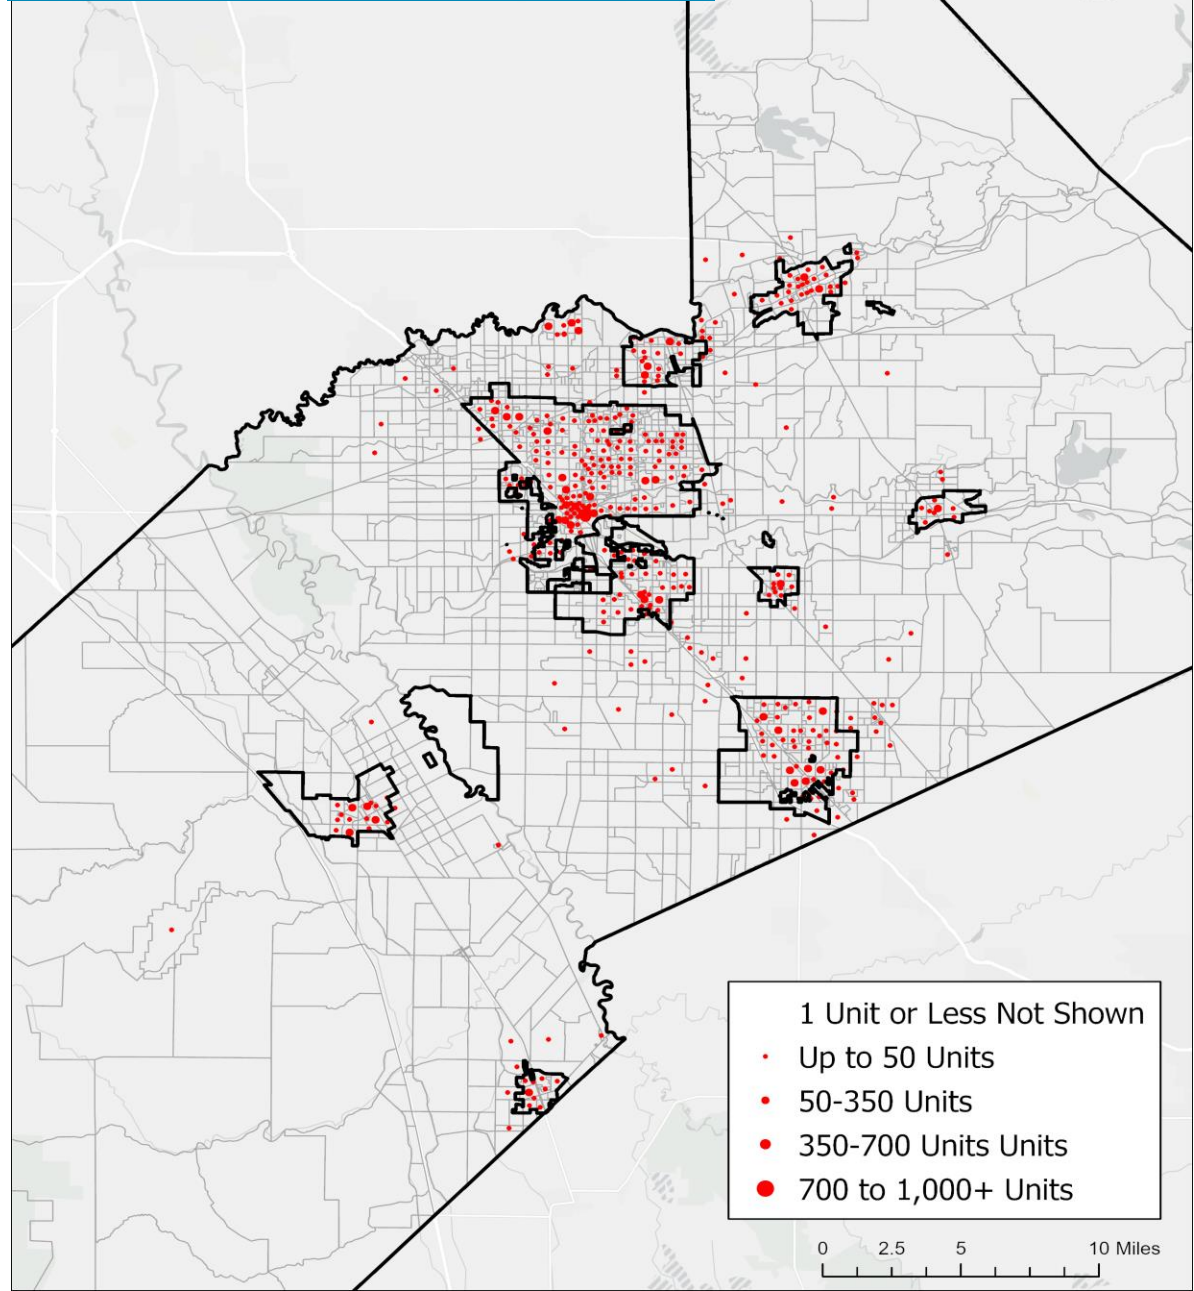 1 Unit or Less Not Shown
Up to 50 Units
50-350 Units
350-700 Units Units
700 to 1,000+ Units
0 2.5 5 10 Miles